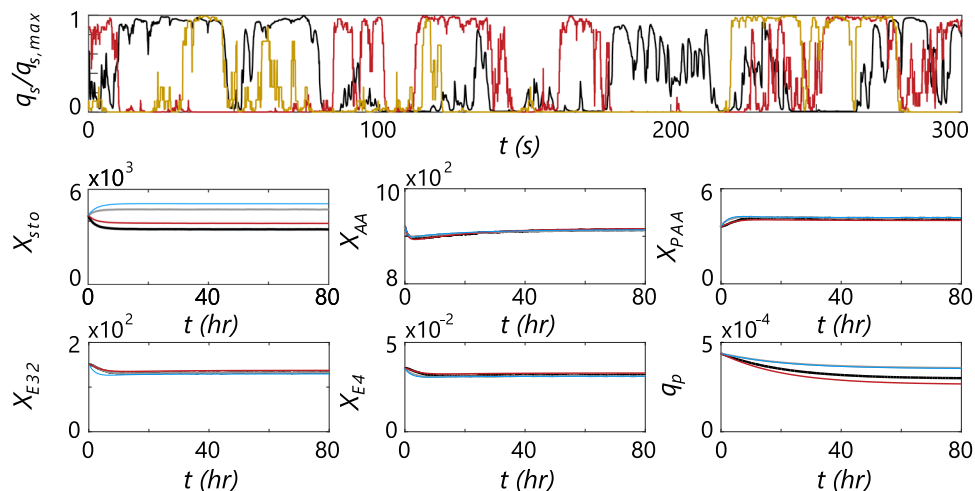 1
q_s/q_s,max
0
0 100 200 300
t (s)
x10^3 x10^2
6 10 6
X_sto X_AA X_PAA
0 8 0
0 40 80 0 40 80 0 40 80
t (hr) t (hr) t (hr)
x10^2 x10^-2 x10^-4
2 5 5
X_E32 X_E4 q_p
0 0 0
0 40 80 0 40 80 0 40 80
t (hr) t (hr) t (hr)